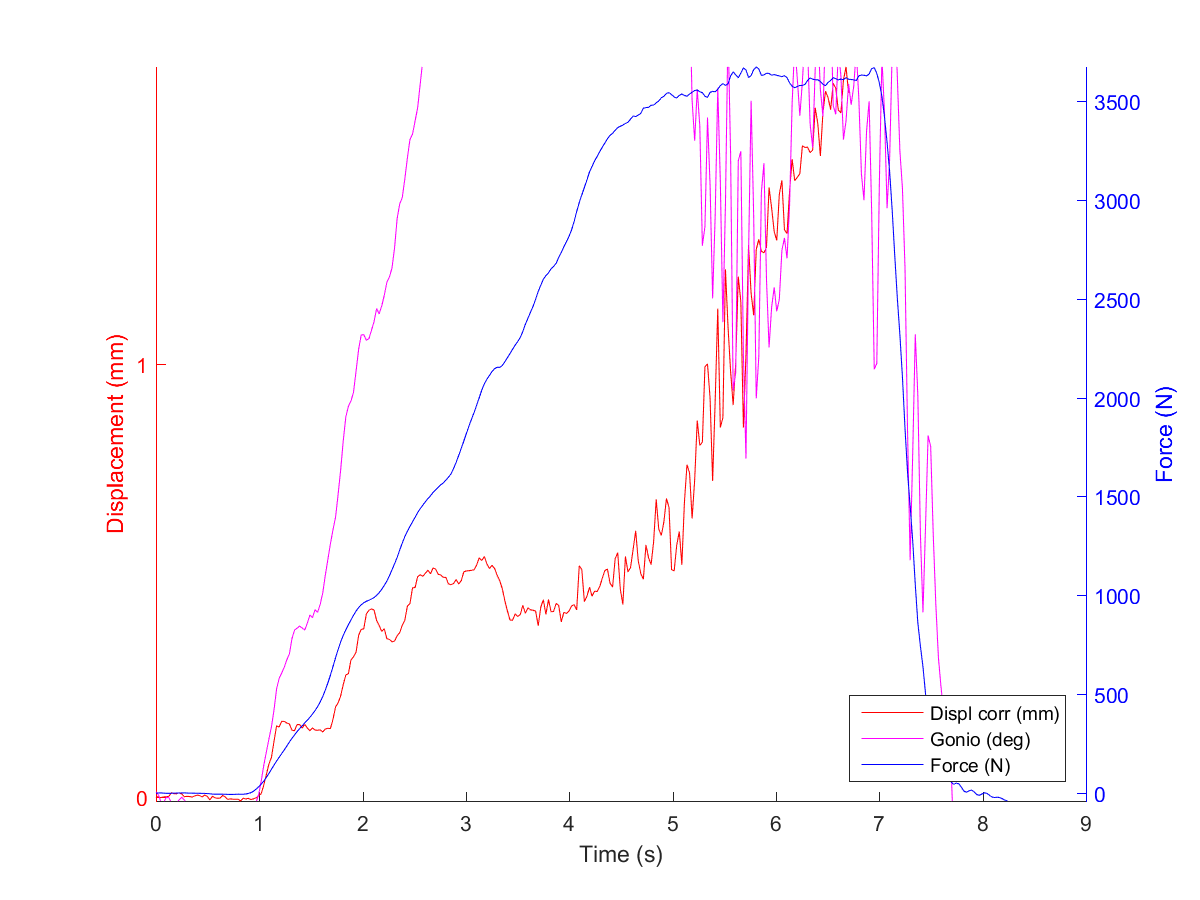 3500
3000
2500
2000
1500
1000
500
0
Force (N)
1
0
Displacement (mm)
Displ corr (mm)
Gonio (deg)
Force (N)
0 1 2 3 4 5 6 7 8 9
Time (s)